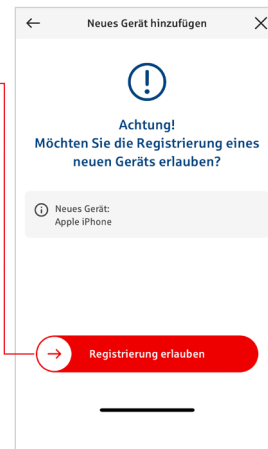 Neues Gerät hinzufügen
Achtung!
Möchten Sie die Registrierung eines
neuen Geräts erlauben?
Neues Gerät:
Apple iPhone
Registrierung erlauben